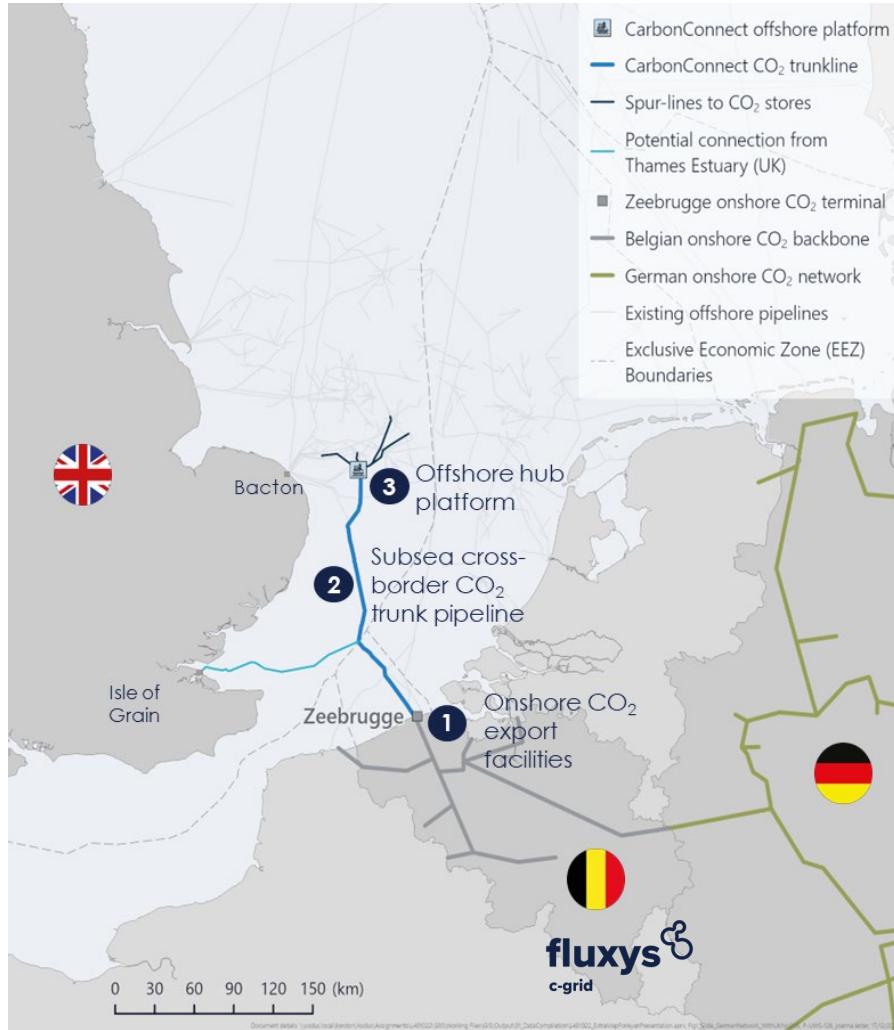 CarbonConnect offshore platform
CarbonConnect CO₂ trunkline
Spur-lines to CO₂ stores
Potential connection from
Thames Estuary (UK)
Zeebrugge onshore CO₂ terminal
Belgian onshore CO₂ backbone
German onshore CO₂ network
Existing offshore pipelines
Exclusive Economic Zone (EEZ)
Boundaries
Bacton
3 Offshore hub
platform
2 Subsea cross-
border CO₂
trunk pipeline
Isle of
Grain
Zeebrugge
1 Onshore CO₂
export
facilities
fluxys
c-grid
0 30 60 90 120 150 (km)